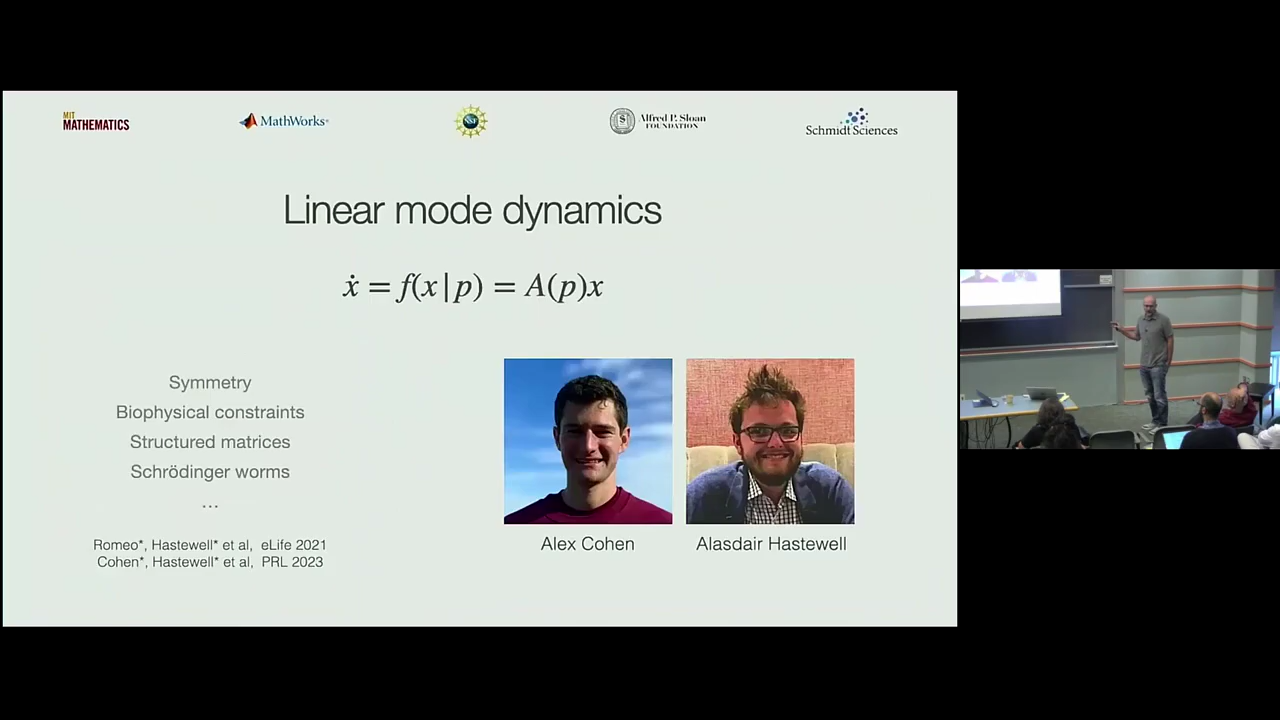 MIT
MATHEMATICS
MathWorks®
NSF
Alfred P. Sloan
FOUNDATION
Schmidt Sciences
Linear mode dynamics
ẋ = f(x|p) = A(p)x
Symmetry
Biophysical constraints
Structured matrices
Schrödinger worms
…
Romeo*, Hastewell* et al, eLife 2021
Cohen*, Hastewell* et al, PRL 2023
Alex Cohen
Alasdair Hastewell